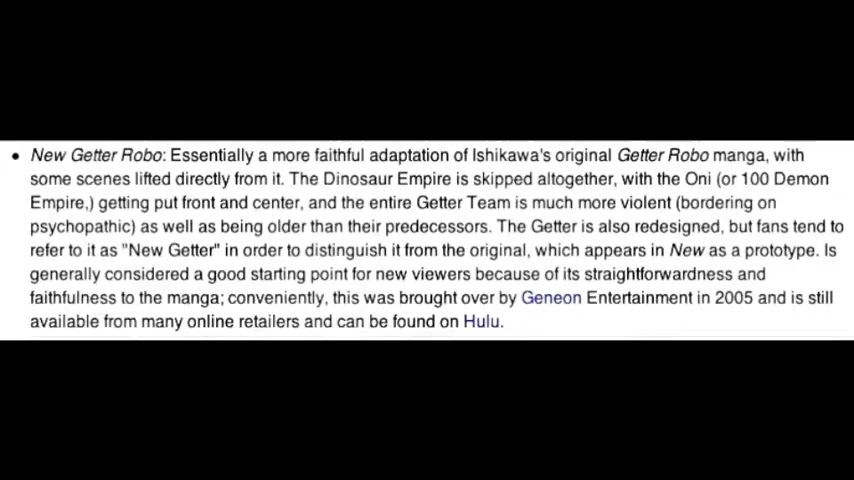 • New Getter Robo: Essentially a more faithful adaptation of Ishikawa's original Getter Robo manga, with
some scenes lifted directly from it. The Dinosaur Empire is skipped altogether, with the Oni (or 100 Demon
Empire,) getting put front and center, and the entire Getter Team is much more violent (bordering on
psychopathic) as well as being older than their predecessors. The Getter is also redesigned, but fans tend to
refer to it as "New Getter" in order to distinguish it from the original, which appears in New as a prototype. Is
generally considered a good starting point for new viewers because of its straightforwardness and
faithfulness to the manga; conveniently, this was brought over by Geneon Entertainment in 2005 and is still
available from many online retailers and can be found on Hulu.